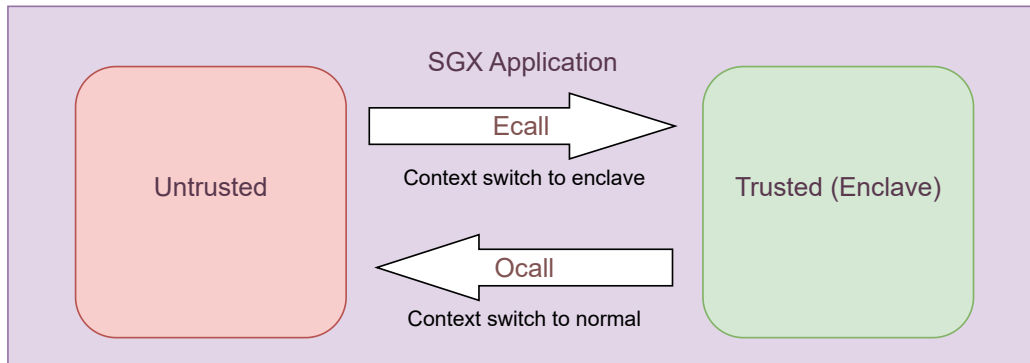 SGX Application
Ecall
Context switch to enclave
Untrusted
Trusted (Enclave)
Ocall
Context switch to normal